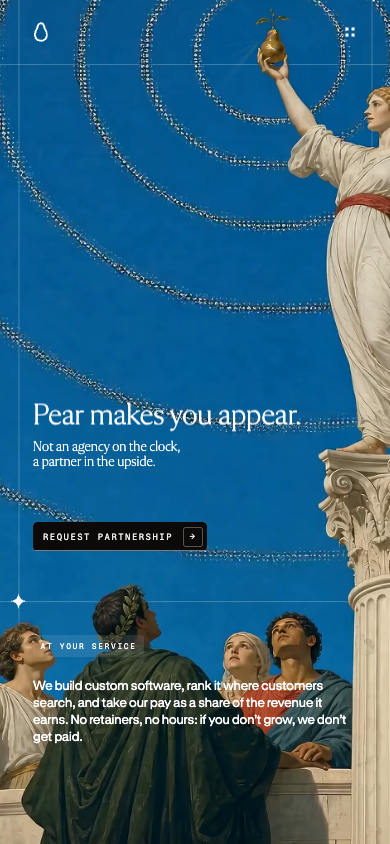 Pear makes you appear.
Not an agency on the clock,
a partner in the upside.
REQUEST PARTNERSHIP
AT YOUR SERVICE
We build custom software, rank it where customers
search, and take our pay as a share of the revenue it
earns. No retainers, no hours: if you don't grow, we don't
get paid.